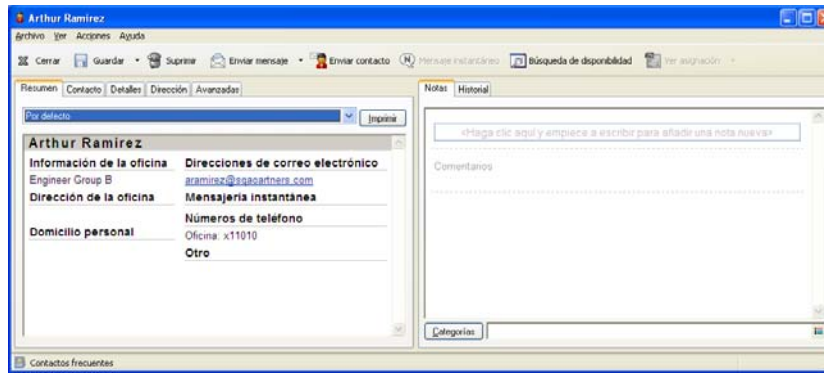 Arthur Ramirez
Archivo Ver Acciones Ayuda
Cerrar Guardar Suprimir Enviar mensaje Enviar contacto Mensaje instantáneo Búsqueda de disponibilidad Ver asignación
Resumen Contacto Detalles Dirección Avanzadas
Notas Historial
Por defecto Imprimir
Arthur Ramirez
Información de la oficina Direcciones de correo electrónico
Engineer Group B
Dirección de la oficina Mensajería instantánea
Números de teléfono
Domicilio personal Oficina: x11010
Otro
<Haga clic aquí y empiece a escribir para añadir una nota nueva>
Comentarios
Categorías
Contactos frecuentes